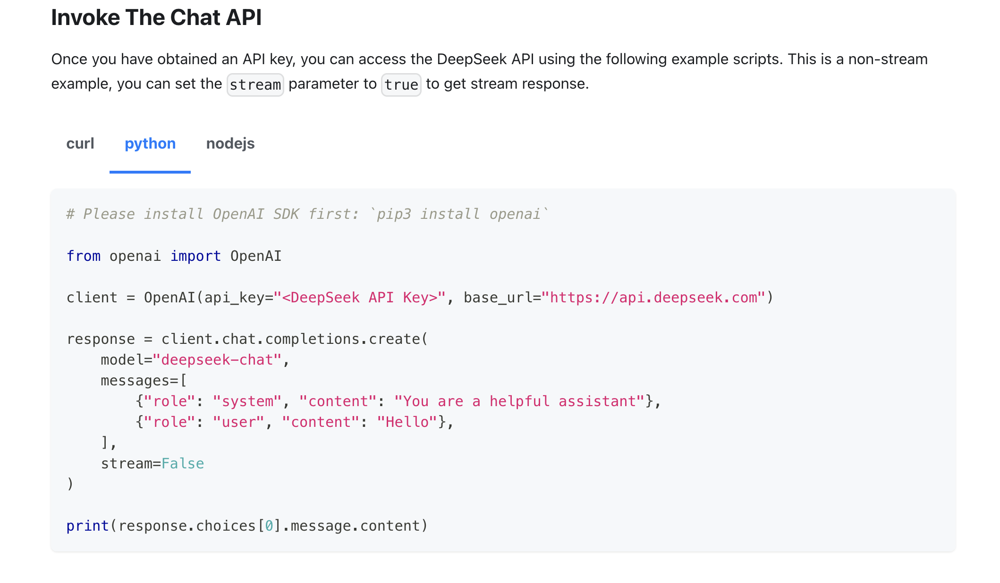 Invoke The Chat API
Once you have obtained an API key, you can access the DeepSeek API using the following example scripts. This is a non-stream
example, you can set the stream parameter to true to get stream response.
curl python nodejs
# Please install OpenAI SDK first: `pip3 install openai`
from openai import OpenAI
client = OpenAI(api_key="<DeepSeek API Key>", base_url="https://api.deepseek.com")
response = client.chat.completions.create(
    model="deepseek-chat",
    messages=[
        {"role": "system", "content": "You are a helpful assistant"},
        {"role": "user", "content": "Hello"},
    ],
    stream=False
)
print(response.choices[0].message.content)